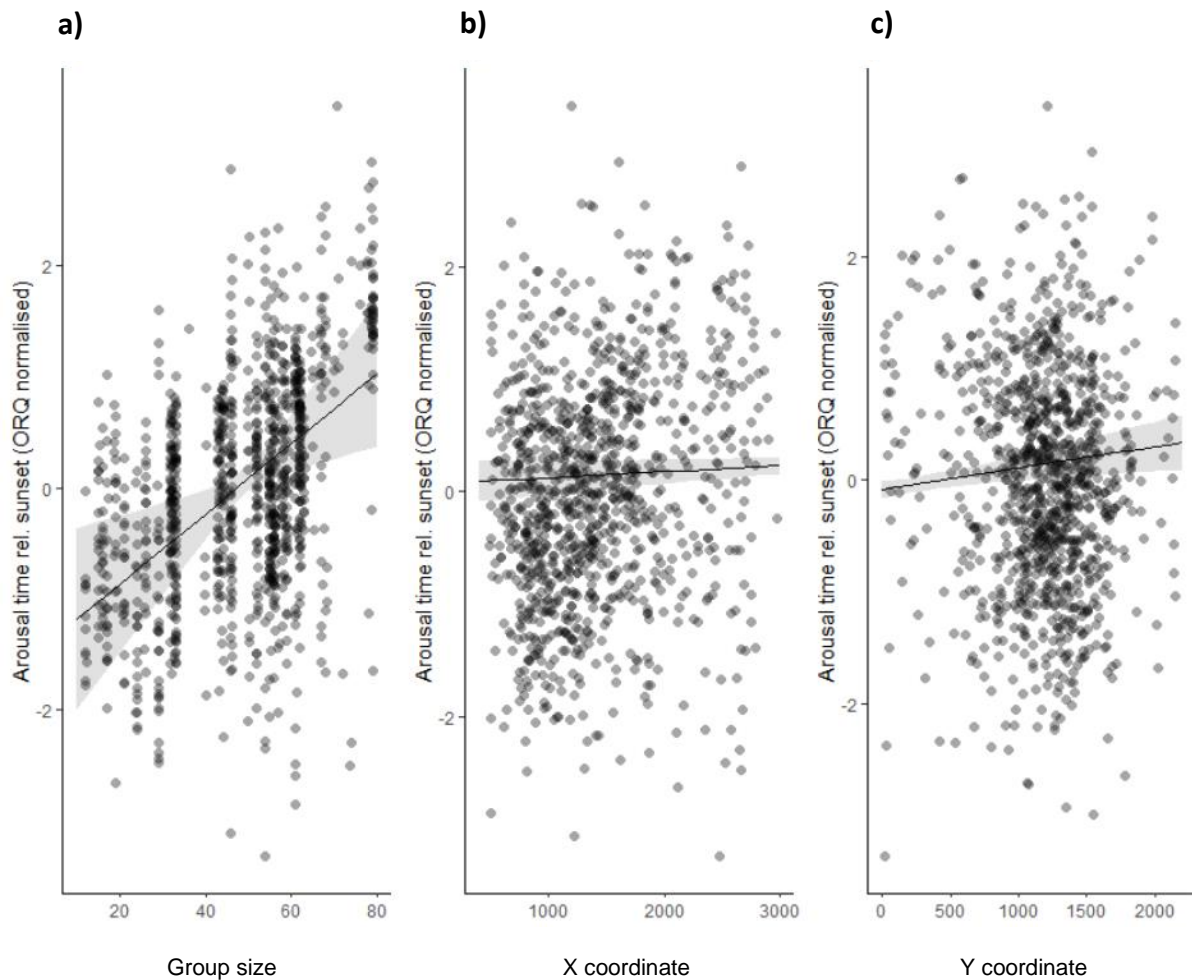 a)
b)
c)
Arousal time rel. sunset (ORQ normalised)
2
0
-2
20
40
60
80
Group size
Arousal time rel. sunset (ORQ normalised)
2
0
-2
1000
2000
3000
X coordinate
Arousal time rel. sunset (ORQ normalised)
2
0
-2
0
500
1000
1500
2000
Y coordinate